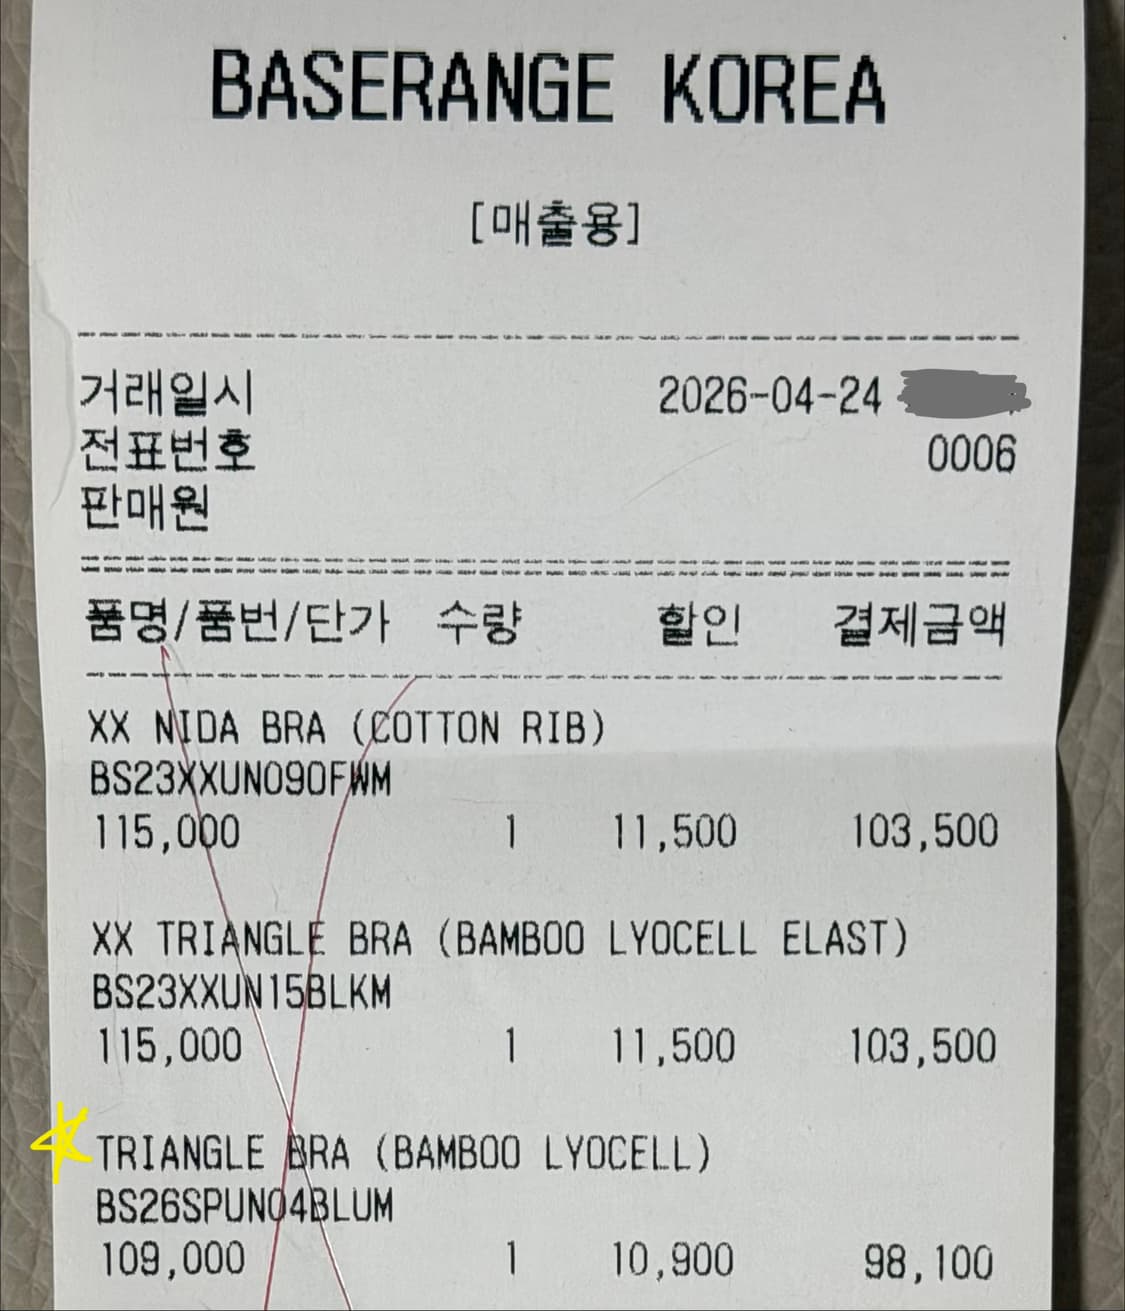 BASERANGE KOREA
[매출용]
거래일시 2026-04-24
전표번호 0006
판매원
품명/품번/단가 수량 할인 결제금액
XX NIDA BRA (COTTON RIB)
BS23XXUN090FWM
115,000 1 11,500 103,500
XX TRIANGLE BRA (BAMBOO LYOCELL ELAST)
BS23XXUN15BLKM
115,000 1 11,500 103,500
TRIANGLE BRA (BAMBOO LYOCELL)
BS26SPUN04BLUM
109,000 1 10,900 98,100